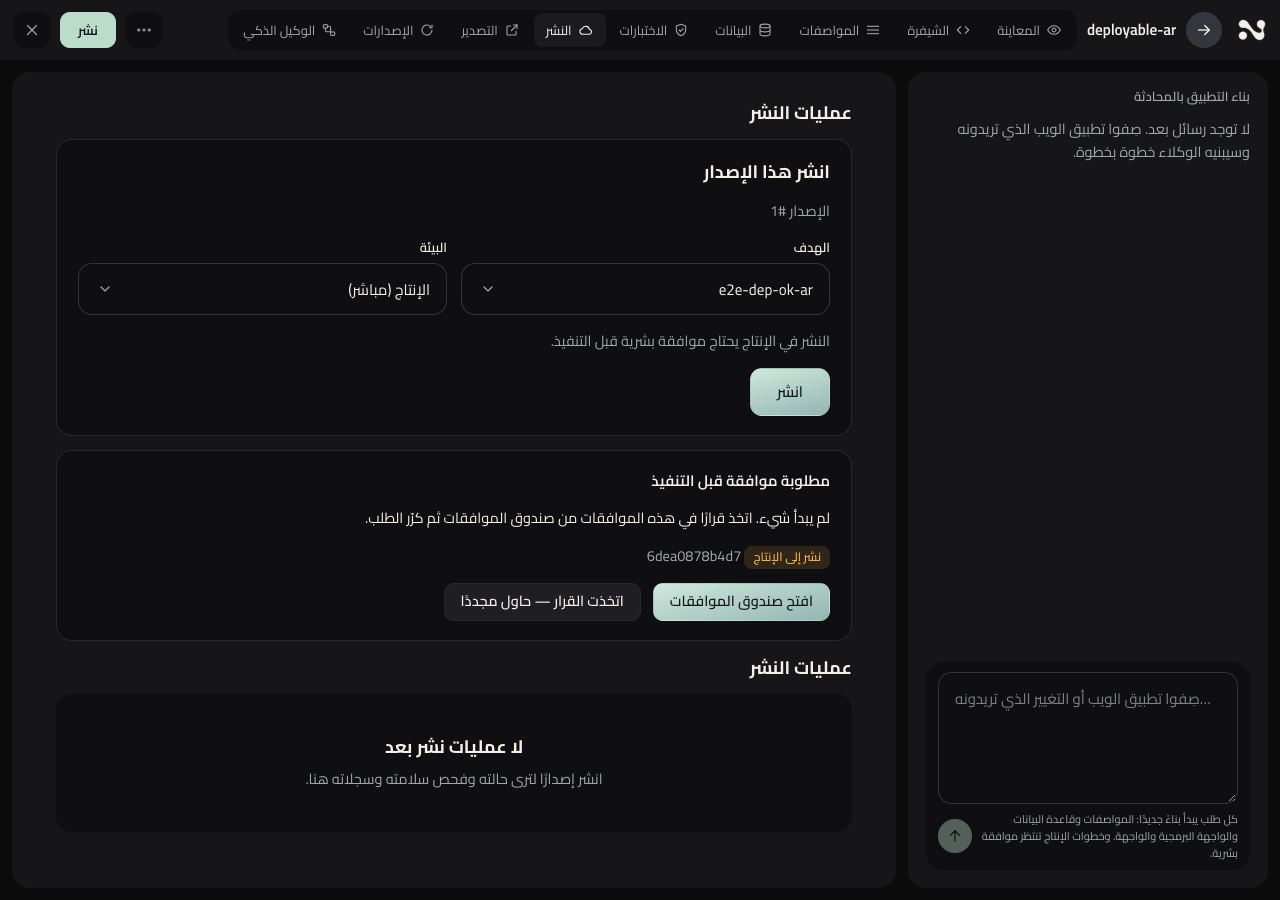 deployable-ar
المعاينة
الشيفرة
المواصفات
البيانات
الاختبارات
النشر
التصدير
الإصدارات
الوكيل الذكي
نشر
بناء التطبيق بالمحادثة
لا توجد رسائل بعد. صِفوا تطبيق الويب الذي تريدونه
وسيبنيه الوكلاء خطوة بخطوة.
صِفوا تطبيق الويب أو التغيير الذي تريدونه...
كل طلب يبدأ بناءً جديدًا: المواصفات وقاعدة البيانات
والواجهة البرمجية والواجهة. وخطوات الإنتاج تنتظر موافقة
بشرية.
عمليات النشر
انشر هذا الإصدار
الإصدار #1
الهدف
e2e-dep-ok-ar
البيئة
الإنتاج (مباشر)
النشر في الإنتاج يحتاج موافقة بشرية قبل التنفيذ.
انشر
مطلوبة موافقة قبل التنفيذ
لم يبدأ شيء. اتخذ قرارًا في هذه الموافقات من صندوق الموافقات ثم كرّر الطلب.
نشر إلى الإنتاج 6dea0878b4d7
افتح صندوق الموافقات
اتخذت القرار — حاول مجددًا
عمليات النشر
لا عمليات نشر بعد
انشر إصدارًا لترى حالته وفحص سلامته وسجلاته هنا.